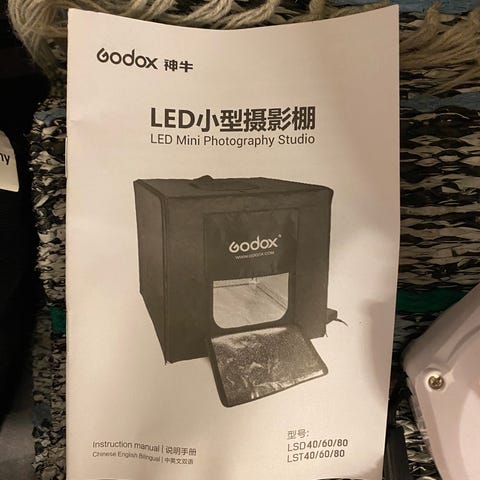 Godox 神牛
LED小型摄影棚
LED Mini Photography Studio
Godox®
WWW.GODOX.COM
Instruction manual | 说明手册
Chinese English Bilingual | 中英文双语
型号:
LSD40/60/80
LST40/60/80